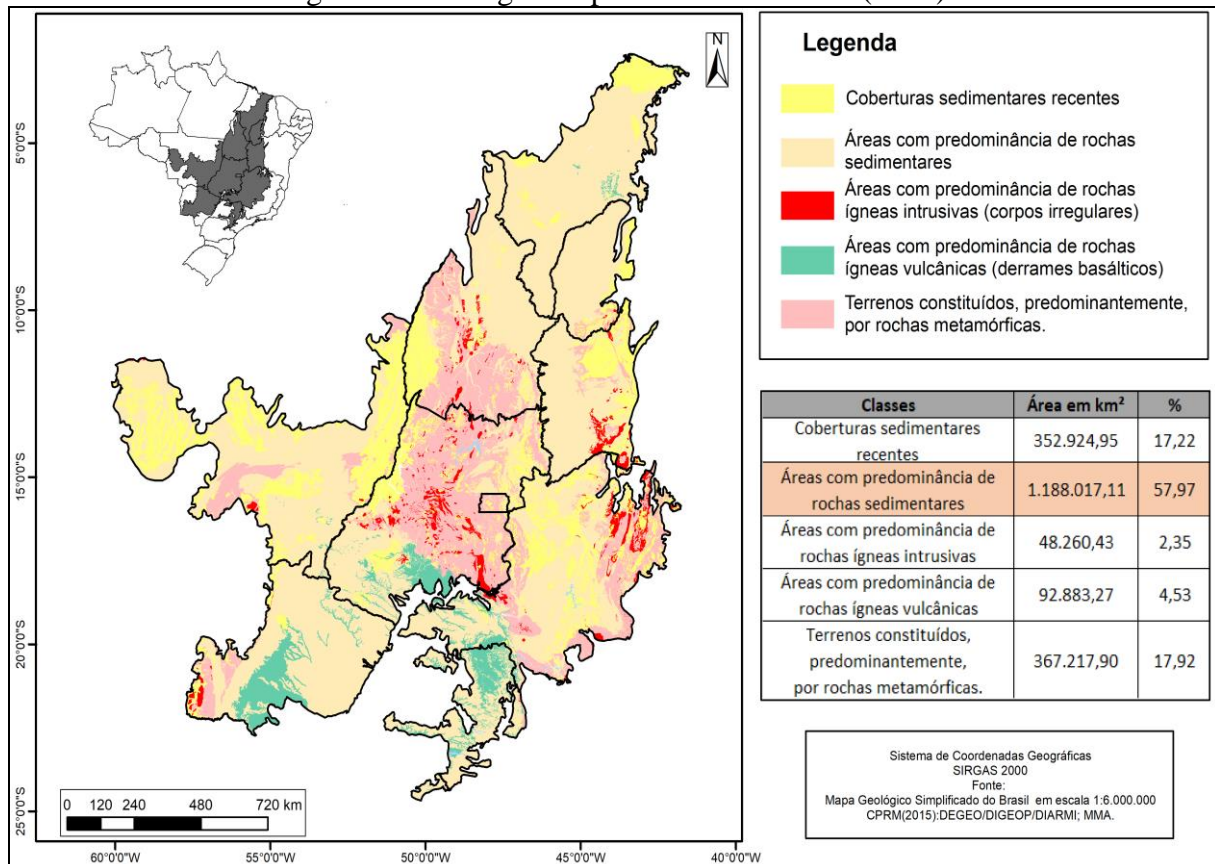 N
5°0'0"S
10°0'0"S
15°0'0"S
20°0'0"S
25°0'0"S
0 120 240 480 720 km
60°0'0"W 55°0'0"W 50°0'0"W 45°0'0"W 40°0'0"W
Legenda
Coberturas sedimentares recentes
Áreas com predominância de rochas
sedimentares
Áreas com predominância de rochas
ígneas intrusivas (corpos irregulares)
Áreas com predominância de rochas
ígneas vulcânicas (derrames basálticos)
Terrenos constituídos, predominantemente,
por rochas metamórficas.
Classes Área em km² %
Coberturas sedimentares
recentes 352.924,95 17,22
Áreas com predominância de
rochas sedimentares 1.188.017,11 57,97
Áreas com predominância de
rochas ígneas intrusivas 48.260,43 2,35
Áreas com predominância de
rochas ígneas vulcânicas 92.883,27 4,53
Terrenos constituídos,
predominantemente, 367.217,90 17,92
por rochas metamórficas.
Sistema de Coordenadas Geográficas
SIRGAS 2000
Fonte:
Mapa Geológico Simplificado do Brasil em escala 1:6.000.000
CPRM(2015):DEGEO/DIGEOP/DIARMI; MMA.